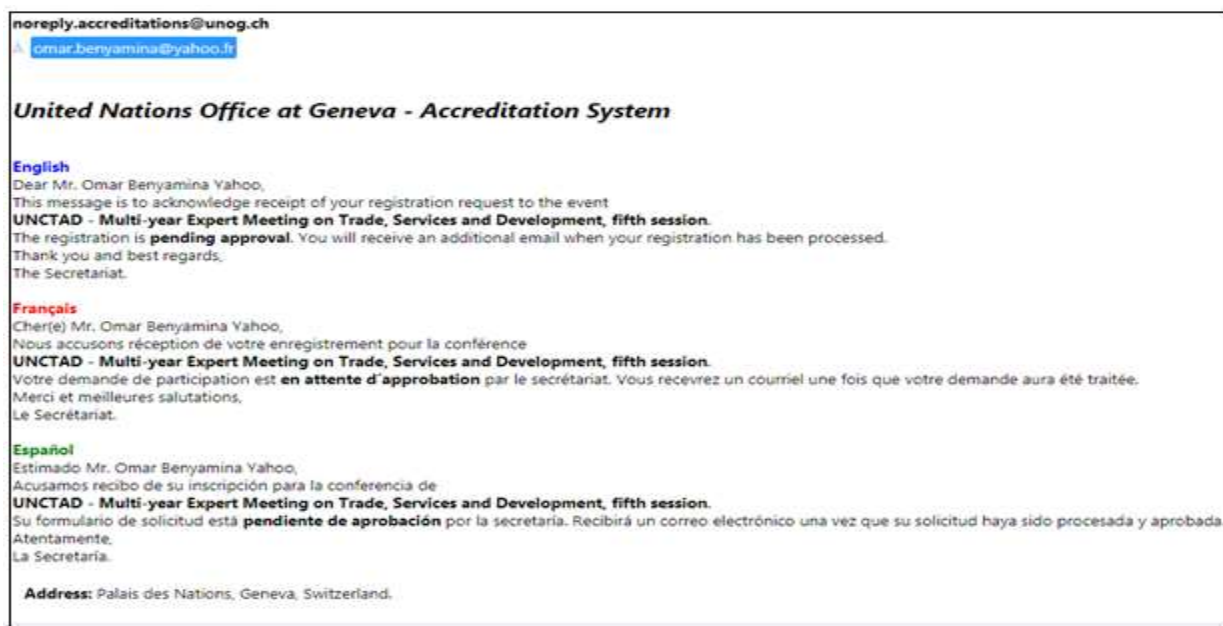 noreply.accreditations@unog.ch
A omar.benyamina@yahoo.fr
United Nations Office at Geneva - Accreditation System
English
Dear Mr. Omar Benyamina Yahoo,
This message is to acknowledge receipt of your registration request to the event
UNCTAD - Multi-year Expert Meeting on Trade, Services and Development, fifth session.
The registration is pending approval. You will receive an additional email when your registration has been processed.
Thank you and best regards,
The Secretariat.
Français
Cher(e) Mr. Omar Benyamina Yahoo,
Nous accusons réception de votre enregistrement pour la conférence
UNCTAD - Multi-year Expert Meeting on Trade, Services and Development, fifth session.
Votre demande de participation est en attente d'approbation par le secrétariat. Vous recevrez un courriel une fois que votre demande aura été traitée.
Merci et meilleures salutations,
Le Secrétariat.
Español
Estimado Mr. Omar Benyamina Yahoo,
Acusamos recibo de su inscripción para la conferencia de
UNCTAD - Multi-year Expert Meeting on Trade, Services and Development, fifth session.
Su formulario de solicitud está pendiente de aprobación por la secretaría. Recibirá un correo electrónico una vez que su solicitud haya sido procesada y aprobada
Atentamente,
La Secretaría.
Address: Palais des Nations, Geneva, Switzerland.